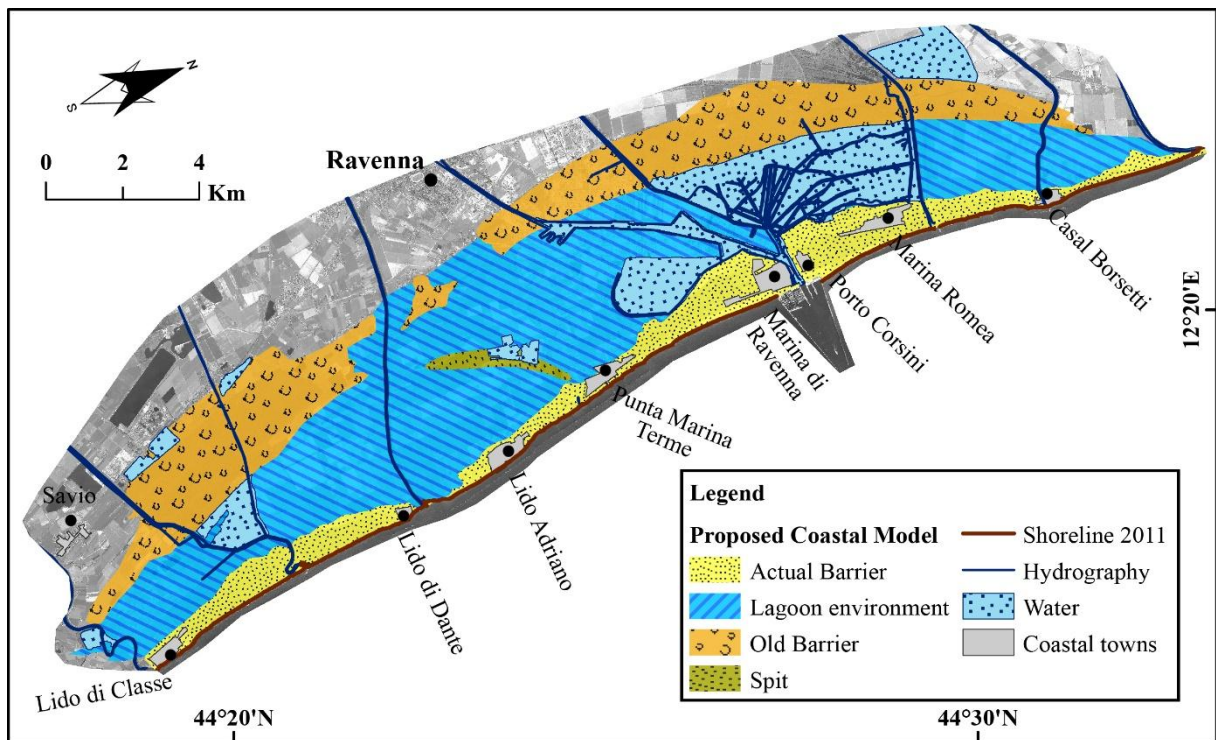 N
S
0 2 4
Km
Ravenna
Savio
Casal Borsetti
Marina Romea
Porto Corsini
Marina di
Ravenna
Punta Marina
Terme
Lido Adriano
Lido di Dante
Lido di Classe
12°20'E
44°20'N
44°30'N
Legend
Proposed Coastal Model
Actual Barrier
Lagoon environment
Old Barrier
Spit
Shoreline 2011
Hydrography
Water
Coastal towns